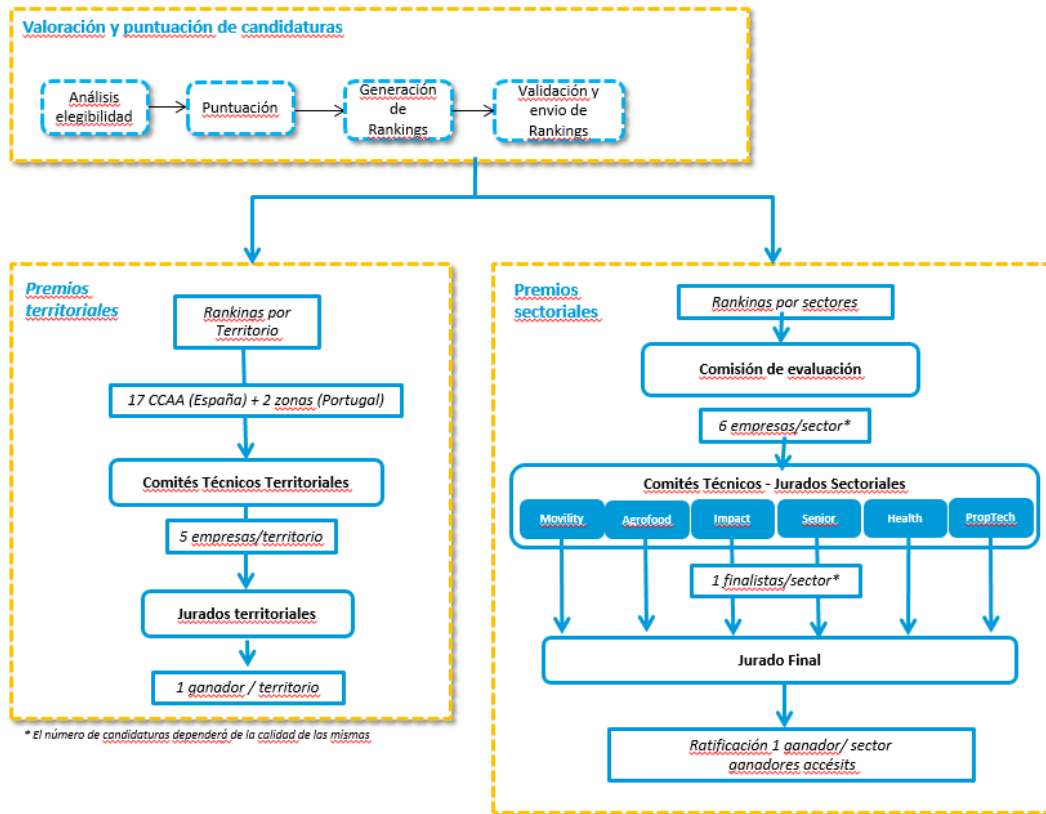 Valoración y puntuación de candidaturas
Análisis
elegibilidad
Puntuación
Generación
de
Rankings
Validación y
envio de
Rankings
Premios
territoriales
Rankinas por
Territorio
17 CCAA (España) + 2 zonas (Portugal)
Comités Técnicos Territoriales
5 empresas/territorio
Jurados territoriales
1 ganador / territorio
* El número de candidaturas dependerá de la calidad de las mismas
Premios
sectoriales
Rankinas por sectores
Comisión de evaluación
6 empresas/sector*
Comités Técnicos - Jurados Sectoriales
Movility
Agrofood
Impact
Senior
Health
PropTech
1 finalistas/sector*
Jurado Final
Ratificación 1 ganador/ sector
ganadores accésits